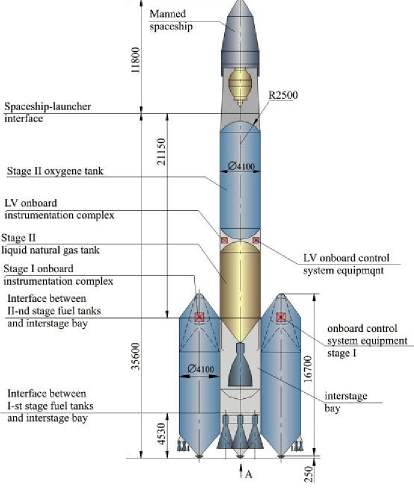 Manned
spaceship
11800
R2500
Spaceship-launcher
interface
21150
Stage II oxygene tank
Ø4100
LV onboard
instrumentation complex
Stage II
liquid natural gas tank
LV onboard control
system equipmqnt
Stage I onboard
instrumentation complex
Interface between
II-nd stage fuel tanks
and interstage bay
onboard control
system equipment
stage I
35600
Ø4100
16700
Interface between
I-st stage fuel tanks
and interstage bay
interstage
bay
4530
250
A